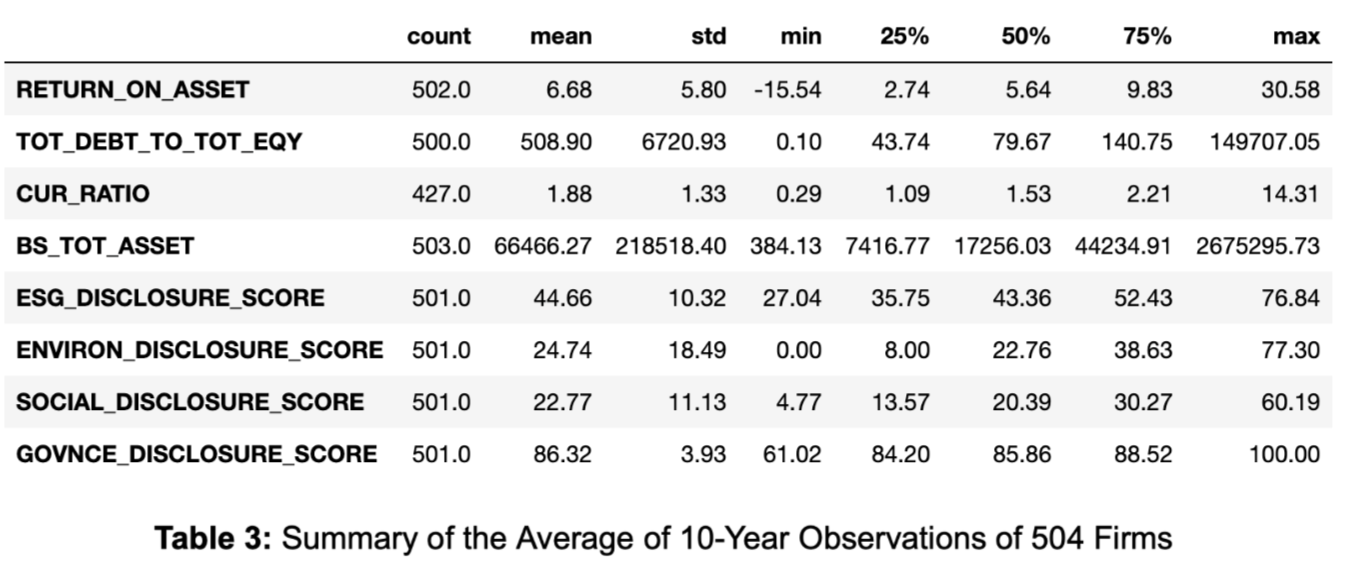 count mean std min 25% 50% 75% max
RETURN_ON_ASSET 502.0 6.68 5.80 -15.54 2.74 5.64 9.83 30.58
TOT_DEBT_TO_TOT_EQY 500.0 508.90 6720.93 0.10 43.74 79.67 140.75 149707.05
CUR_RATIO 427.0 1.88 1.33 0.29 1.09 1.53 2.21 14.31
BS_TOT_ASSET 503.0 66466.27 218518.40 384.13 7416.77 17256.03 44234.91 2675295.73
ESG_DISCLOSURE_SCORE 501.0 44.66 10.32 27.04 35.75 43.36 52.43 76.84
ENVIRON_DISCLOSURE_SCORE 501.0 24.74 18.49 0.00 8.00 22.76 38.63 77.30
SOCIAL_DISCLOSURE_SCORE 501.0 22.77 11.13 4.77 13.57 20.39 30.27 60.19
GOVNCE_DISCLOSURE_SCORE 501.0 86.32 3.93 61.02 84.20 85.86 88.52 100.00
Table 3: Summary of the Average of 10-Year Observations of 504 Firms